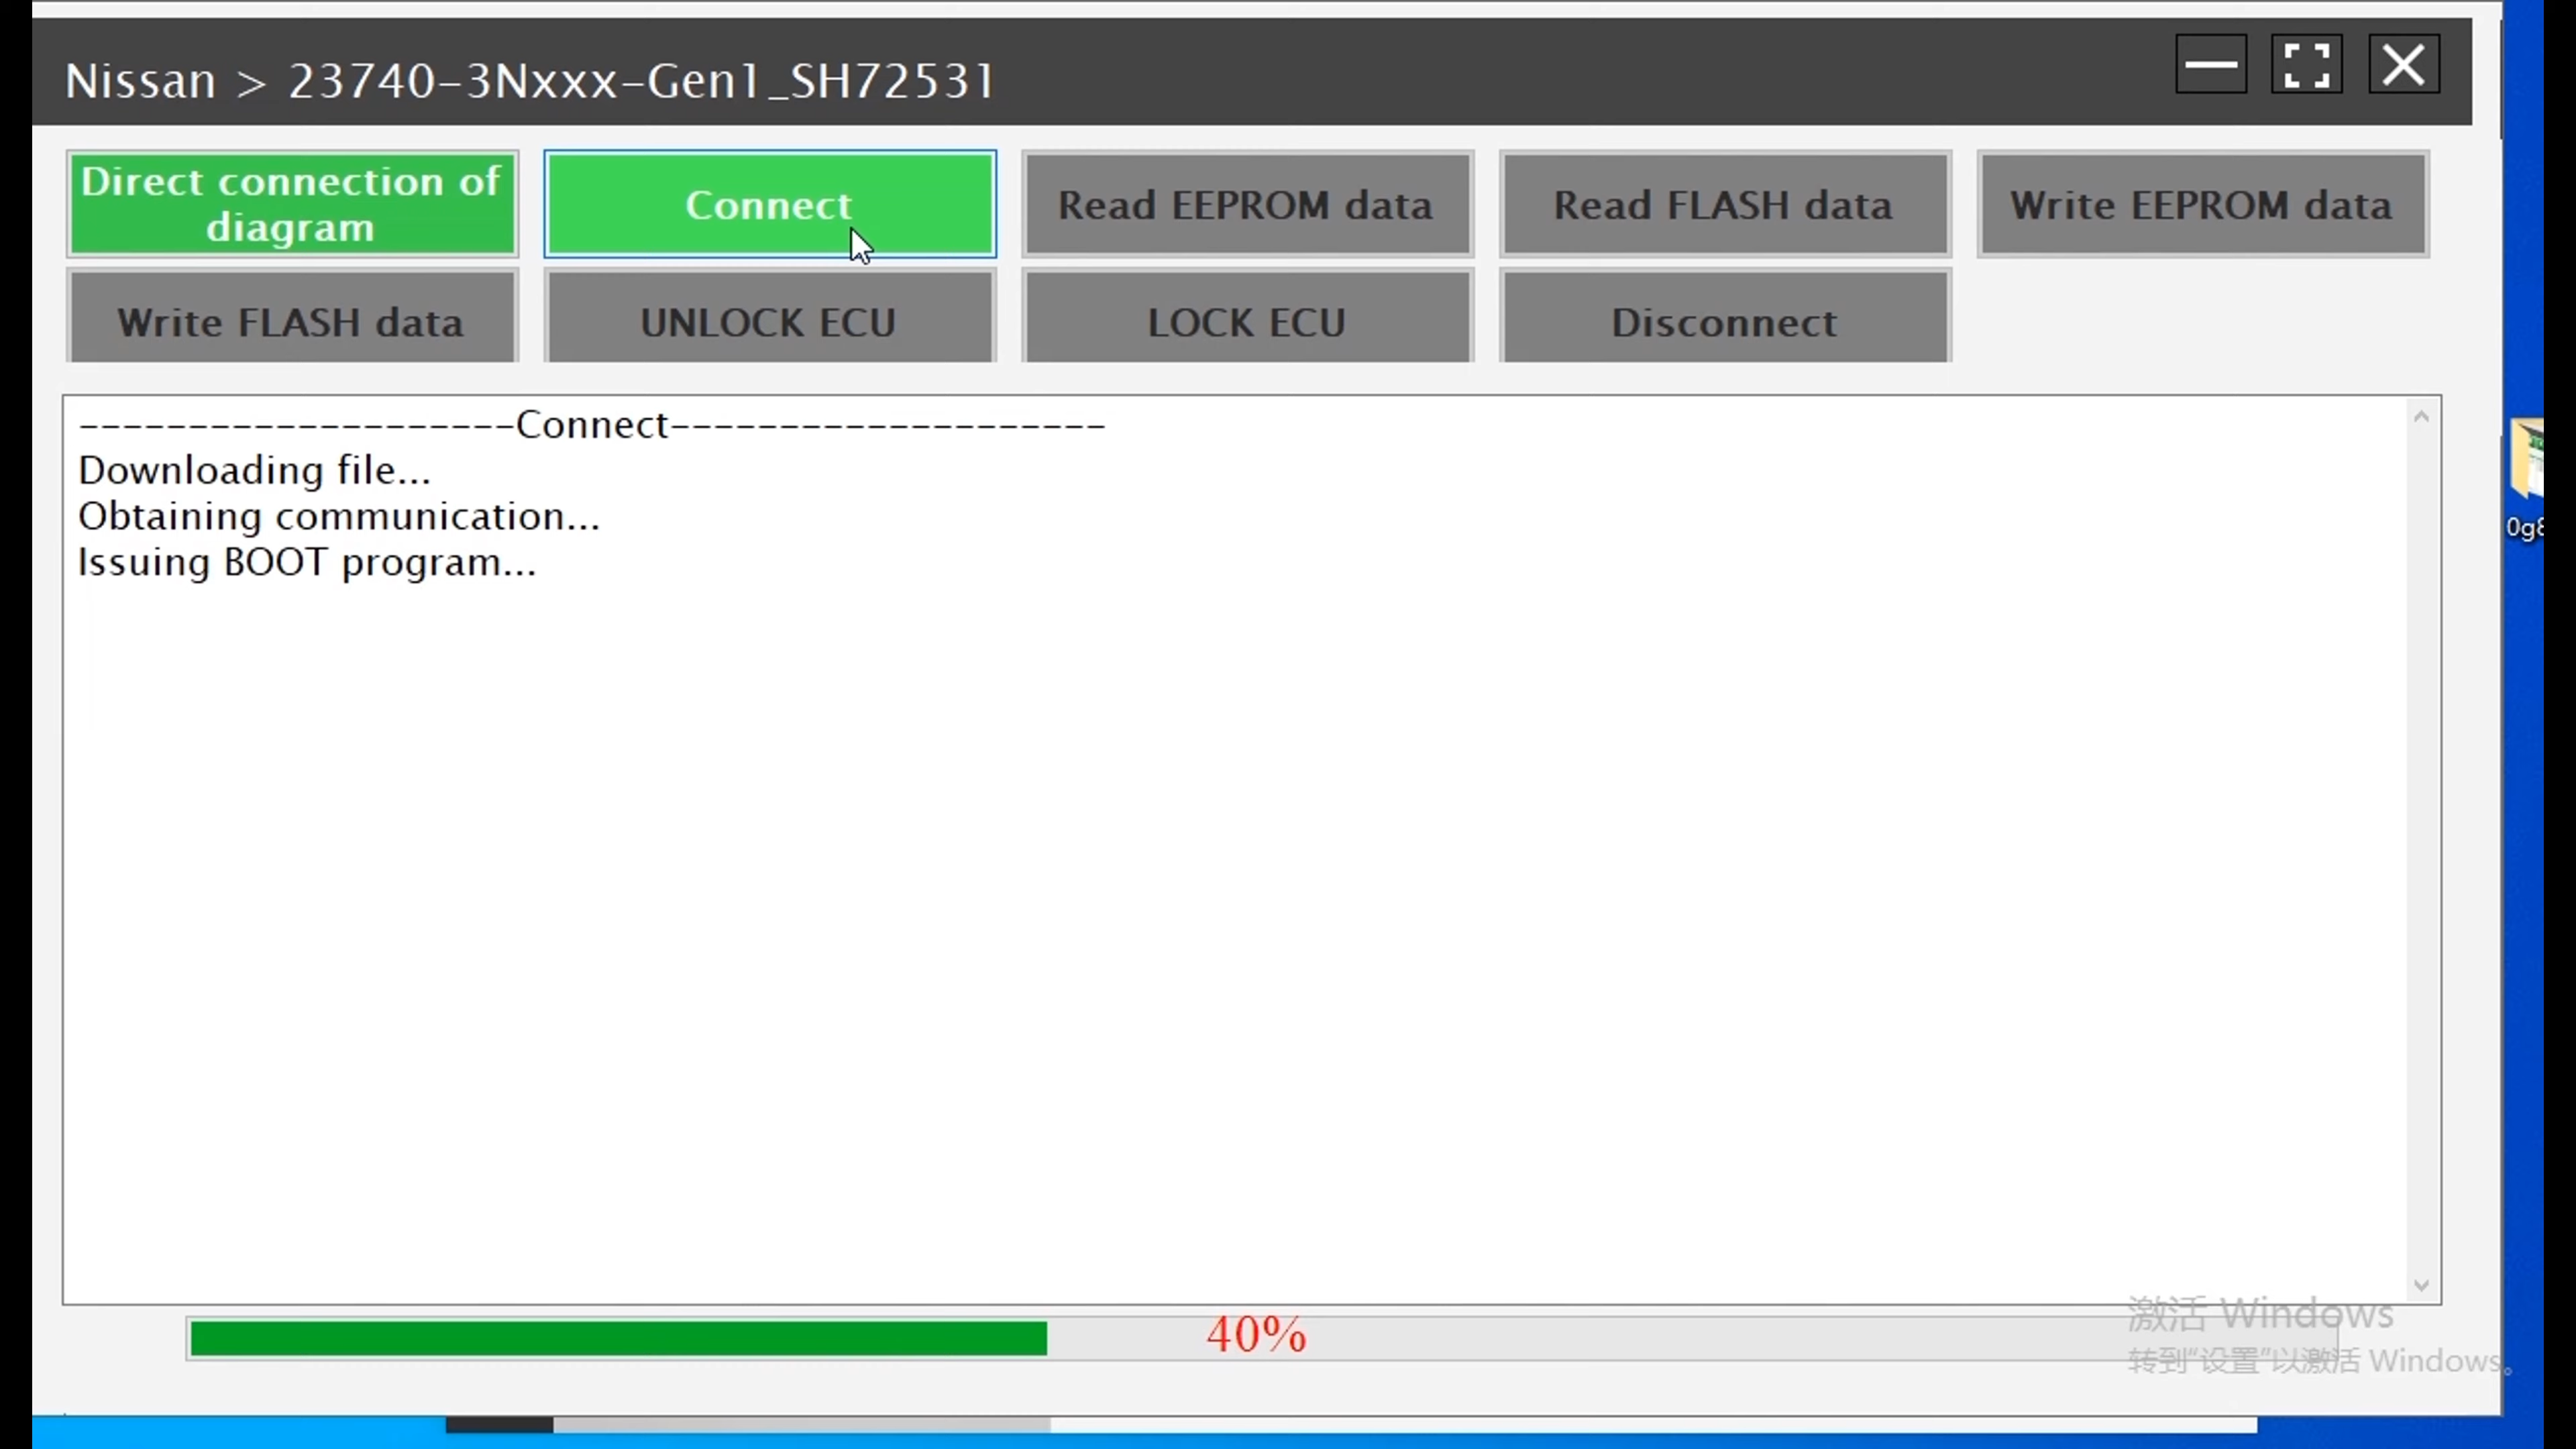 Nissan > 23740-3Nxxx-Gen1_SH72531
Direct connection of
diagram
Connect
Read EEPROM data
Read FLASH data
Write EEPROM data
Write FLASH data
UNLOCK ECU
LOCK ECU
Disconnect
--------------------Connect--------------------
Downloading file...
Obtaining communication...
Issuing BOOT program...
0g8
40%
激活 Windows
转到“设置”以激活 Windows。